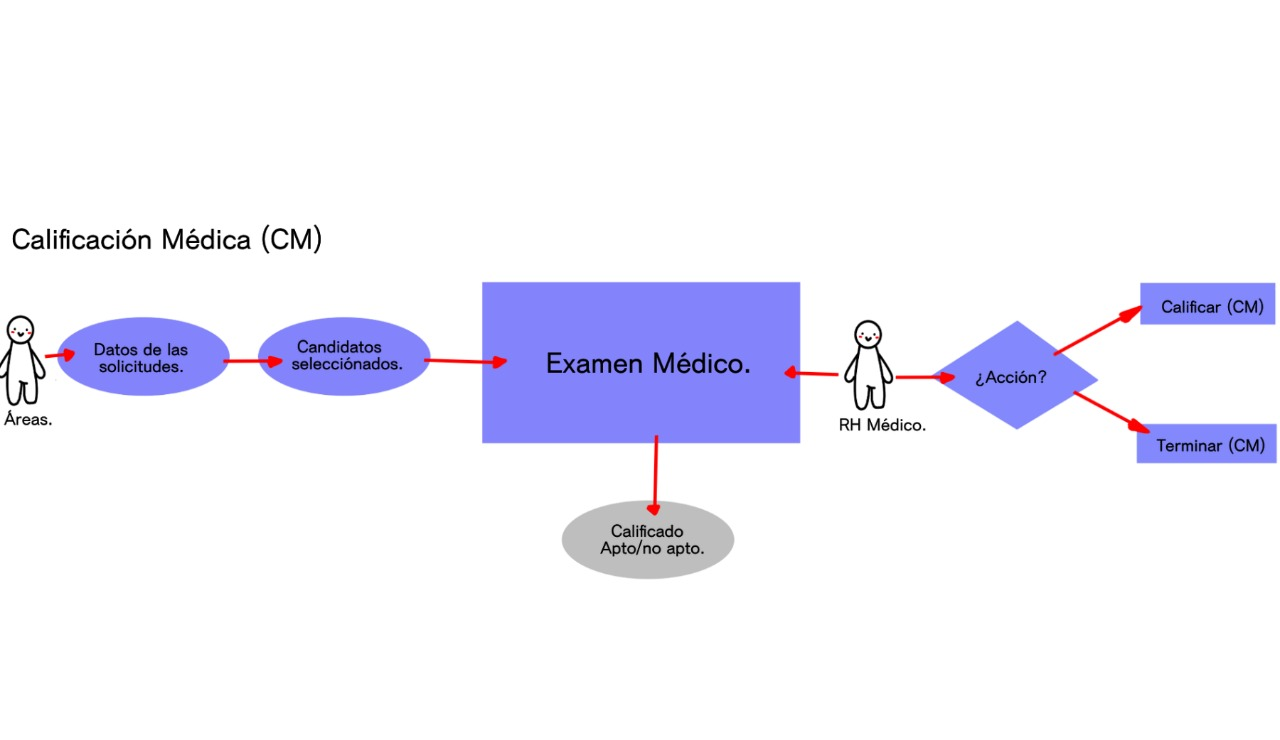 Calificación Médica (CM)
Áreas.
Datos de las
solicitudes.
Candidatos
selecciónados.
Examen Médico.
Calificado
Apto/no apto.
RH Médico.
¿Acción?
Calificar (CM)
Terminar (CM)